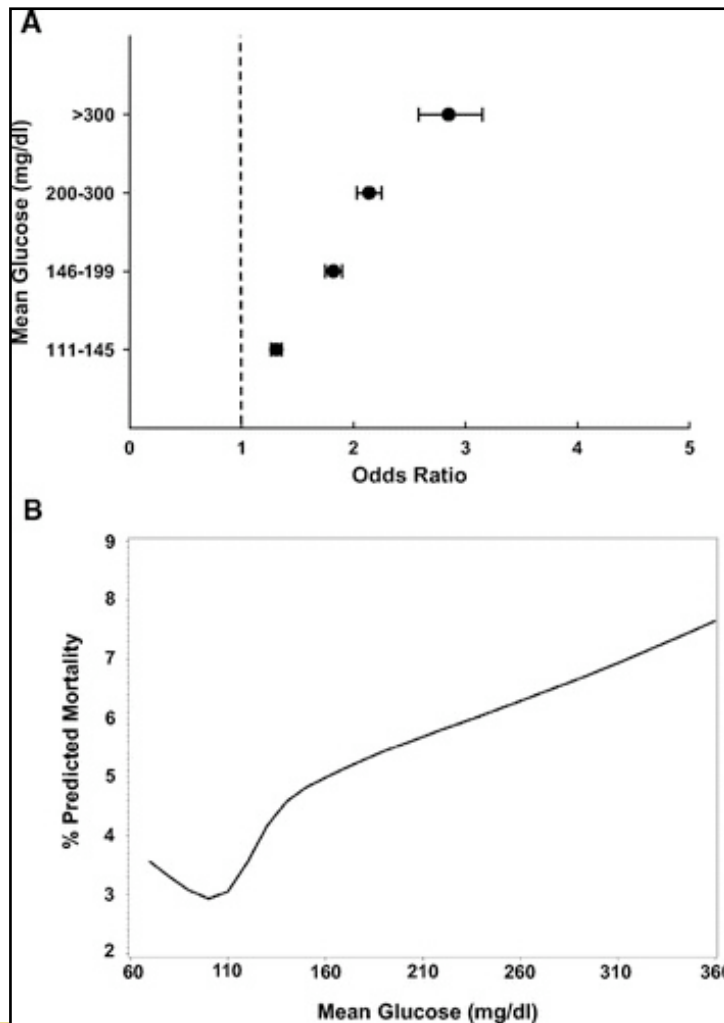 A
Mean Glucose (mg/dl)
>300
200-300
146-199
111-145
0 1 2 3 4 5
Odds Ratio
B
% Predicted Mortality
9
8
7
6
5
4
3
2
60 110 160 210 260 310 360
Mean Glucose (mg/dl)